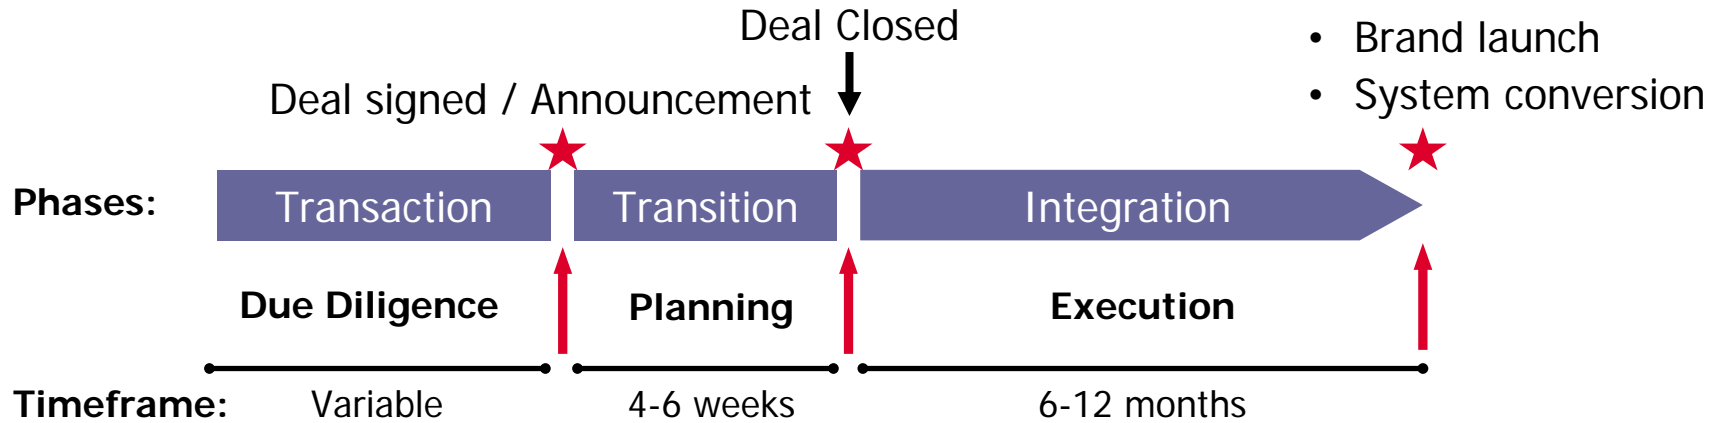 Deal Closed
• Brand launch
• System conversion
Deal signed / Announcement
Phases: Transaction Transition Integration
Due Diligence Planning Execution
Timeframe: Variable 4-6 weeks 6-12 months